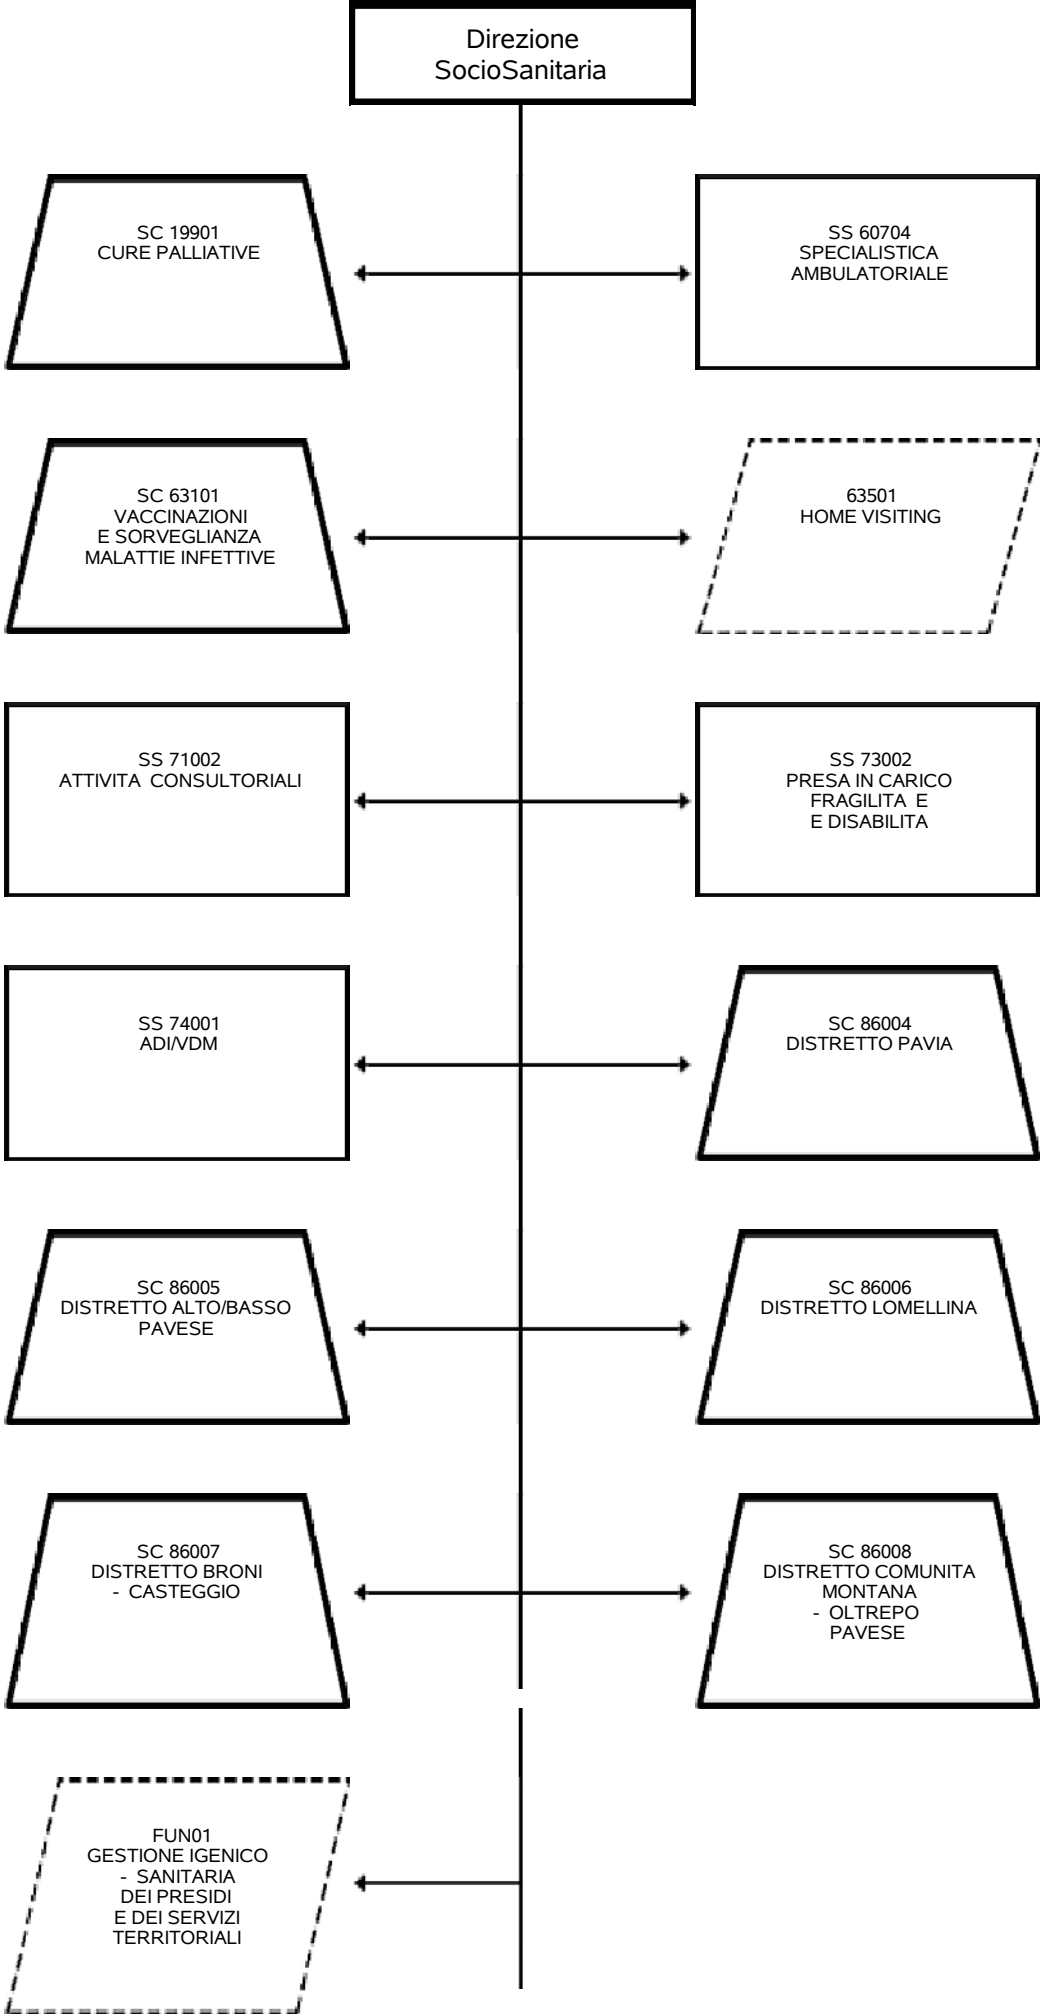 Direzione
SocioSanitaria
SC 19901
CURE PALLIATIVE
SS 60704
SPECIALISTICA
AMBULATORIALE
SC 63101
VACCINAZIONI
E SORVEGLIANZA
MALATTIE INFETTIVE
63501
HOME VISITING
SS 71002
ATTIVITA CONSULTORIALI
SS 73002
PRESA IN CARICO
FRAGILITA E
E DISABILITA
SS 74001
ADI/VDM
SC 86004
DISTRETTO PAVIA
SC 86005
DISTRETTO ALTO/BASSO
PAVESE
SC 86006
DISTRETTO LOMELLINA
SC 86007
DISTRETTO BRONI
- CASTEGGIO
SC 86008
DISTRETTO COMUNITA
MONTANA
- OLTREPO
PAVESE
FUN01
GESTIONE IGENICO
- SANITARIA
DEI PRESIDI
E DEI SERVIZI
TERRITORIALI